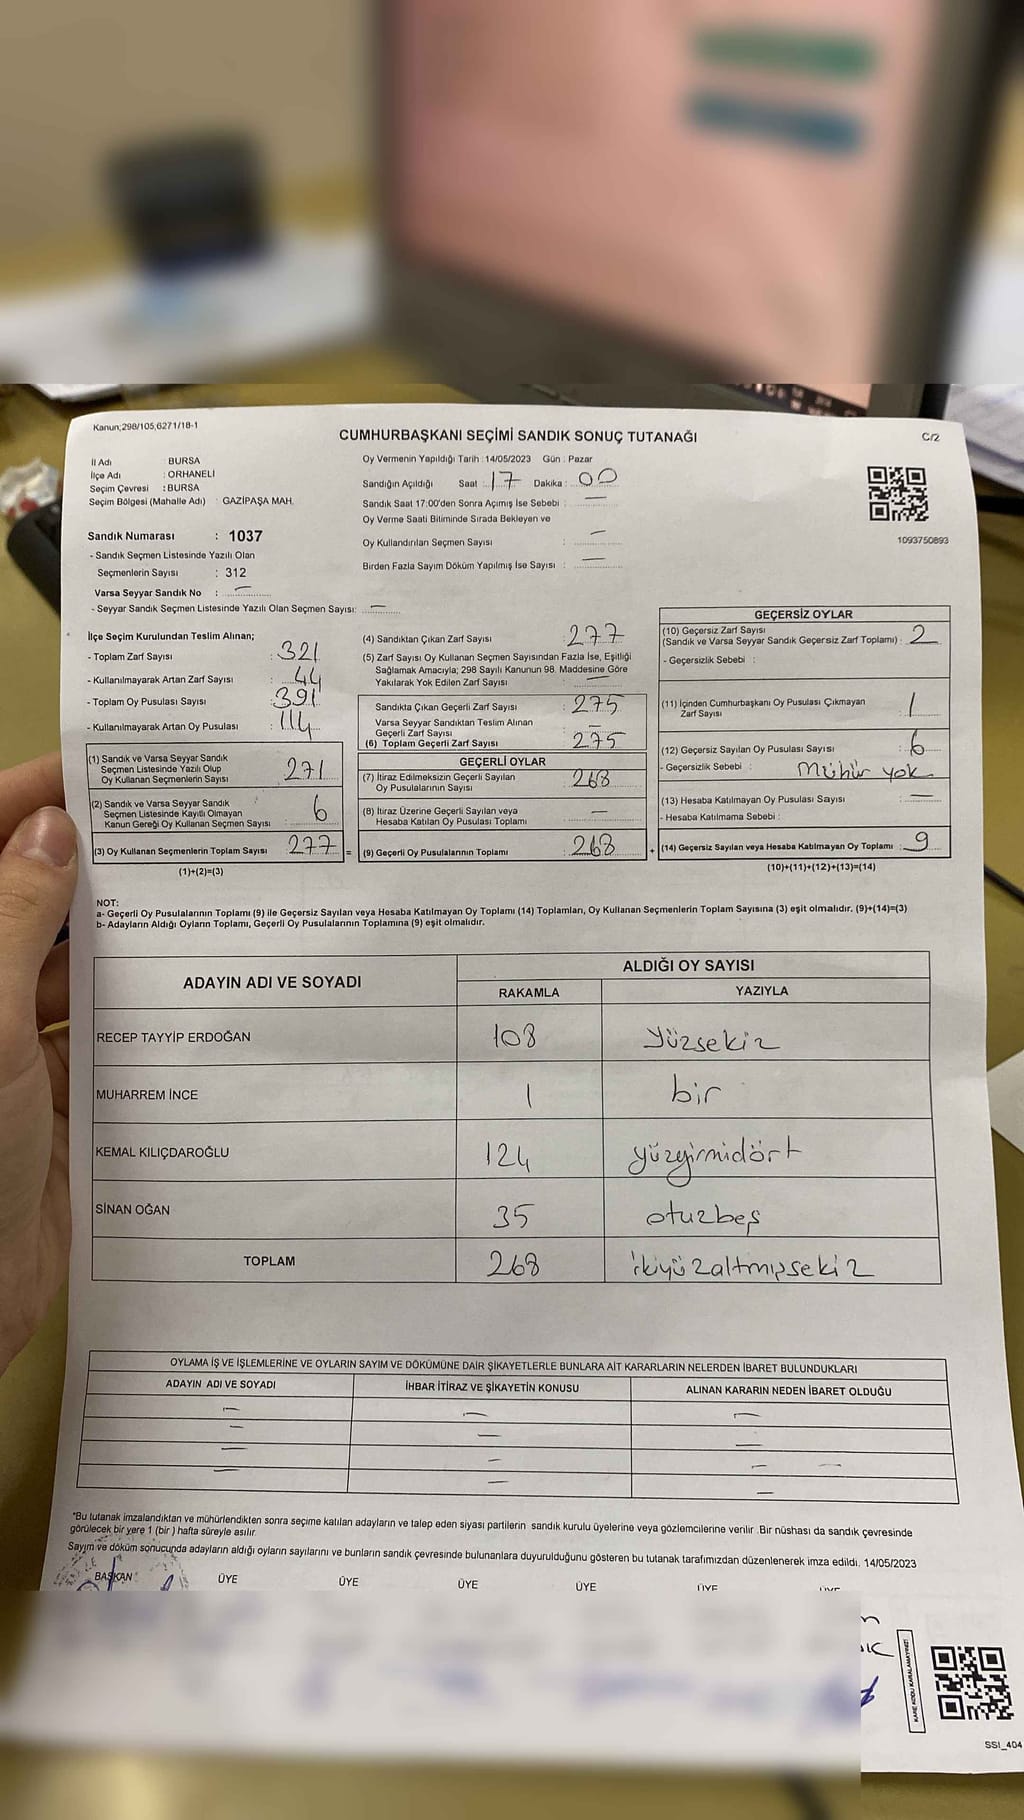 Kanun;298/105,6271/18-1
CUMHURBAŞKANI SEÇİMİ SANDIK SONUÇ TUTANAĞI
C/2
İl Adı : BURSA
İlçe Adı : ORHANELİ
Seçim Çevresi : BURSA
Seçim Bölgesi (Mahalle Adı) : GAZİPAŞA MAH.
Oy Vermenin Yapıldığı Tarih :14/05/2023 Gün : Pazar
Sandığın Açıldığı Saat : 17 Dakika : 00
Sandık Saat 17:00'den Sonra Açımış İse Sebebi : —
Oy Verme Saati Bitiminde Sırada Bekleyen ve
Oy Kullandırılan Seçmen Sayısı : —
Birden Fazla Sayım Döküm Yapılmış İse Sayısı : —
1093750893
Sandık Numarası : 1037
- Sandık Seçmen Listesinde Yazılı Olan
Seçmenlerin Sayısı : 312
Varsa Seyyar Sandık No : —
- Seyyar Sandık Seçmen Listesinde Yazılı Olan Seçmen Sayısı: —
İlçe Seçim Kurulundan Teslim Alınan;
- Toplam Zarf Sayısı : 321
- Kullanılmayarak Artan Zarf Sayısı : 44
- Toplam Oy Pusulası Sayısı : 391
- Kullanılmayarak Artan Oy Pusulası : 114
(1) Sandık ve Varsa Seyyar Sandık
Seçmen Listesinde Yazılı Olup
Oy Kullanan Seçmenlerin Sayısı : 271
(2) Sandık ve Varsa Seyyar Sandık
Seçmen Listesinde Kayıtlı Olmayan
Kanun Gereği Oy Kullanan Seçmen Sayısı : 6
(3) Oy Kullanan Seçmenlerin Toplam Sayısı : 277 =
(1)+(2)=(3)
(4) Sandıktan Çıkan Zarf Sayısı : 277
(5) Zarf Sayısı Oy Kullanan Seçmen Sayısından Fazla İse, Eşitliği
Sağlamak Amacıyla; 298 Sayılı Kanunun 98. Maddesine Göre
Yakılarak Yok Edilen Zarf Sayısı : —
Sandıkta Çıkan Geçerli Zarf Sayısı : 275
Varsa Seyyar Sandıktan Teslim Alınan
Geçerli Zarf Sayısı : —
(6) Toplam Geçerli Zarf Sayısı : 275
GEÇERLİ OYLAR
(7) İtiraz Edilmeksizin Geçerli Sayılan
Oy Pusulalarının Sayısı : 268
(8) İtiraz Üzerine Geçerli Sayılan veya
Hesaba Katılan Oy Pusulası Toplamı : —
(9) Geçerli Oy Pusulalarının Toplamı : 268 +
GEÇERSİZ OYLAR
(10) Geçersiz Zarf Sayısı
(Sandık ve Varsa Seyyar Sandık Geçersiz Zarf Toplamı) : 2
- Geçersizlik Sebebi :
(11) İçinden Cumhurbaşkanı Oy Pusulası Çıkmayan
Zarf Sayısı : 1
(12) Geçersiz Sayılan Oy Pusulası Sayısı : 6
- Geçersizlik Sebebi : Mühür yok
(13) Hesaba Katılmayan Oy Pusulası Sayısı : —
- Hesaba Katılmama Sebebi :
(14) Geçersiz Sayılan veya Hesaba Katılmayan Oy Toplamı : 9
(10)+(11)+(12)+(13)=(14)
NOT:
a- Geçerli Oy Pusulalarının Toplamı (9) ile Geçersiz Sayılan veya Hesaba Katılmayan Oy Toplamı (14) Toplamları, Oy Kullanan Seçmenlerin Toplam Sayısına (3) eşit olmalıdır. (9)+(14)=(3)
b- Adayların Aldığı Oyların Toplamı, Geçerli Oy Pusulalarının Toplamına (9) eşit olmalıdır.
ADAYIN ADI VE SOYADI
ALDIĞI OY SAYISI
RAKAMLA YAZIYLA
RECEP TAYYİP ERDOĞAN 108 Yüzsekiz
MUHARREM İNCE 1 bir
KEMAL KILIÇDAROĞLU 124 yüzyirmidört
SİNAN OĞAN 35 otuzbeş
TOPLAM 268 ikiyüzaltmışsekiz
OYLAMA İŞ VE İŞLEMLERİNE VE OYLARIN SAYIM VE DÖKÜMÜNE DAİR ŞİKAYETLERLE BUNLARA AİT KARARLARIN NELERDEN İBARET BULUNDUKLARI
ADAYIN ADI VE SOYADI İHBAR İTİRAZ VE ŞİKAYETİN KONUSU ALINAN KARARIN NEDEN İBARET OLDUĞU
*Bu tutanak imzalandıktan ve mühürlendikten sonra seçime katılan adayların ve talep eden siyasi partilerin sandık kurulu üyelerine veya gözlemcilerine verilir .Bir nüshası da sandık çevresinde
görülecek bir yere 1 (bir ) hafta süreyle asılır.
Sayım ve döküm sonucunda adayların aldığı oyların sayılarını ve bunların sandık çevresinde bulunanlara duyurulduğunu gösteren bu tutanak tarafımızdan düzenlenerek imza edildi. 14/05/2023
BAŞKAN ÜYE ÜYE ÜYE ÜYE ÜYE ÜYE
KARE KODU KARALAMAYINIZ!
SSI_404